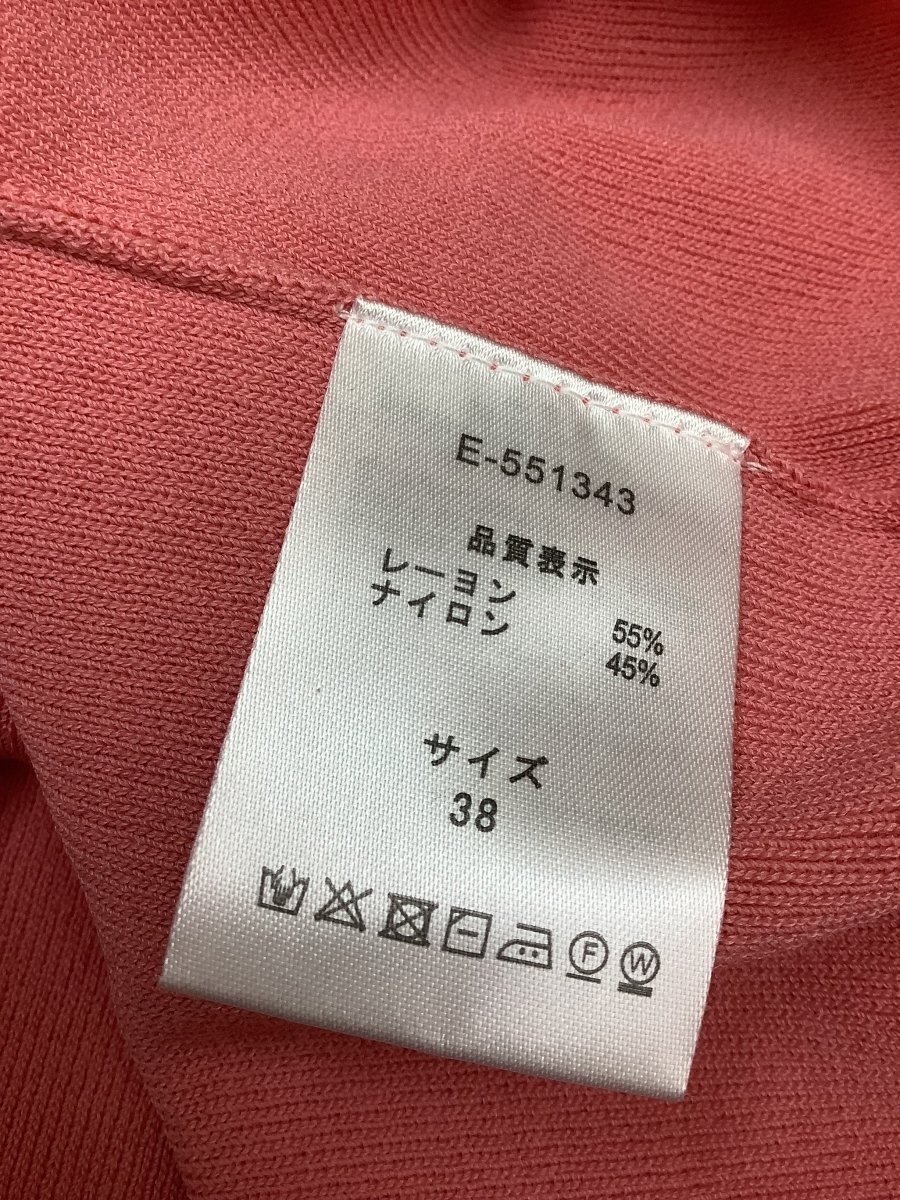 E-551343
品質表示
レーヨン 55%
ナイロン 45%
サイズ
38
F W